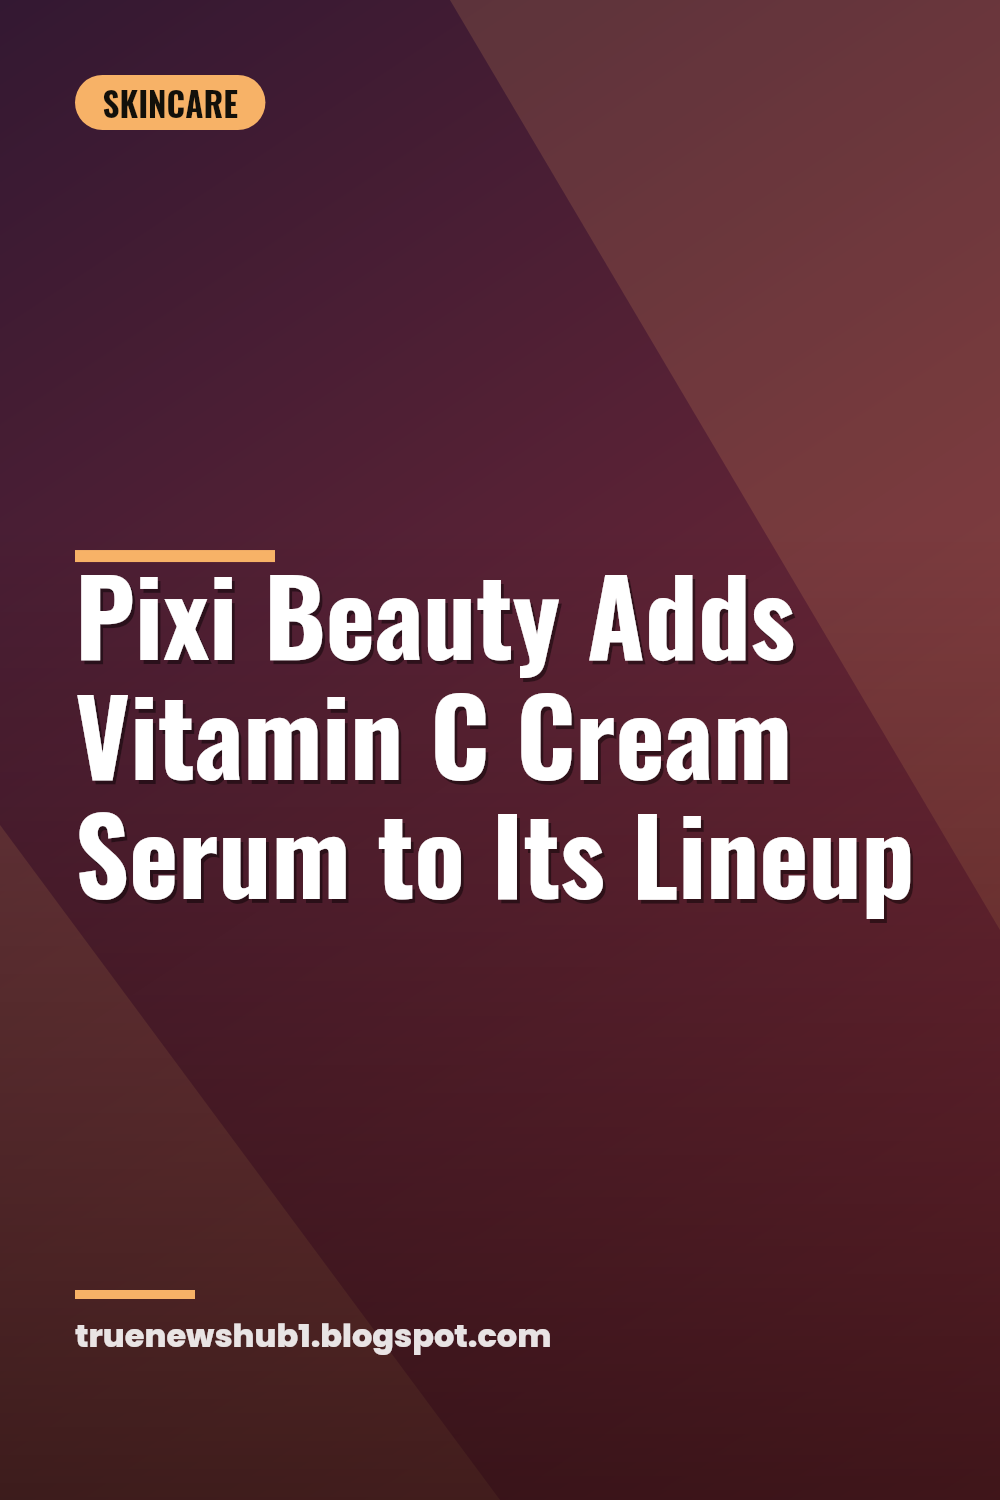 SKINCARE
Pixi Beauty Adds
Vitamin C Cream
Serum to Its Lineup
truenewshub1.blogspot.com